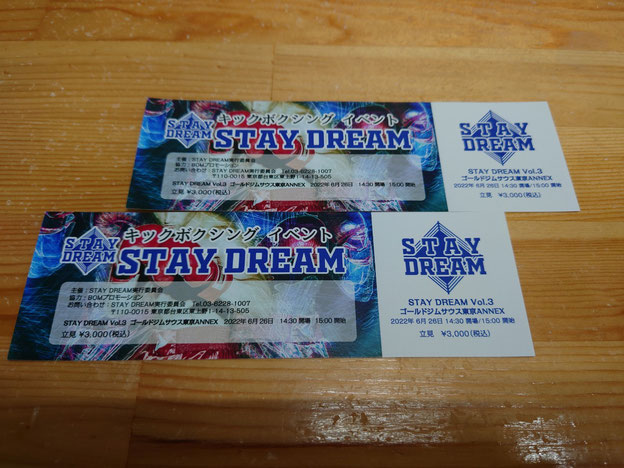 STAY
DREAM
キックボクシング イベント
STAY DREAM
主催：STAY DREAM実行委員会
協力：BOMプロモーション
お問い合わせ：STAY DREAM実行委員会 Tel.03-6228-1007
〒110-0015 東京都台東区東上野1-14-13-505
STAY DREAM Vol.3 ゴールドジムサウス東京ANNEX 2022年 6月 26日 14:30 開場 15:00 開始
立見 ¥3,000(税込)
STAY
DREAM
STAY DREAM Vol.3
ゴールドジムサウス東京ANNEX
2022年 6月 26日 14:30 開場/15:00 開始
立見 ¥3,000(税込)
STAY
DREAM
キックボクシング イベント
STAY DREAM
主催：STAY DREAM実行委員会
協力：BOMプロモーション
お問い合わせ：STAY DREAM実行委員会 Tel.03-6228-1007
〒110-0015 東京都台東区東上野1-14-13-505
STAY DREAM Vol.3 ゴールドジムサウス東京ANNEX 2022年 6月 26日 14:30 開場 15:00 開始
立見 ¥3,000(税込)
STAY
DREAM
STAY DREAM Vol.3
ゴールドジムサウス東京ANNEX
2022年 6月 26日 14:30 開場/15:00 開始
立見 ¥3,000(税込)